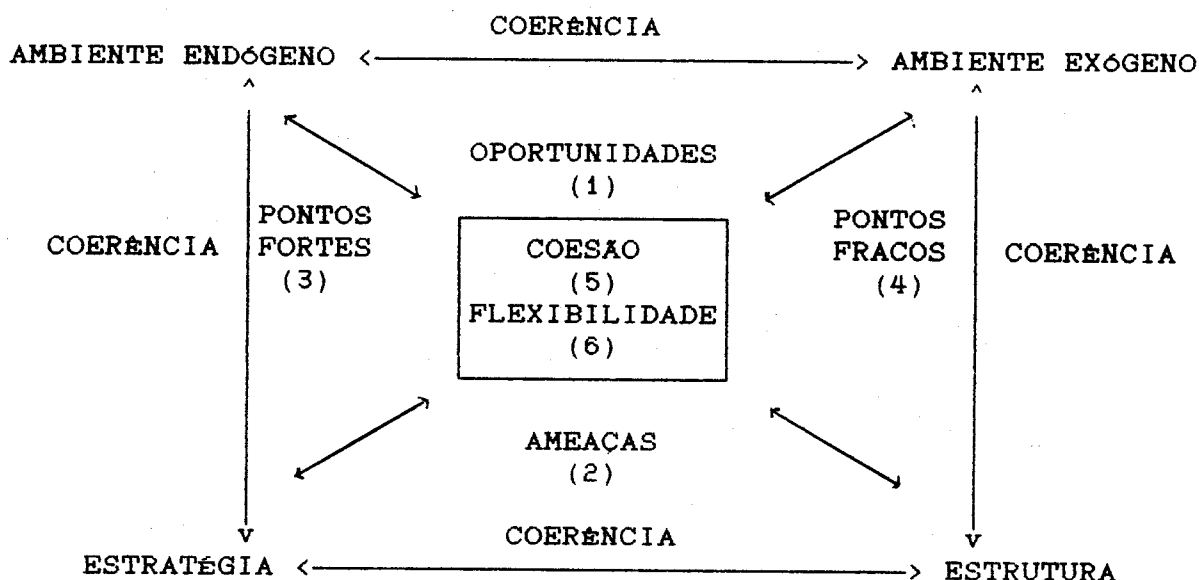 COERÊNCIA
AMBIENTE ENDóGENO <-----------> AMBIENTE EXóGENO
OPORTUNIDADES
(1)
PONTOS
FORTES
(3)
PONTOS
FRACOS
(4)
COERÊNCIA
COERÊNCIA
COESÃO
(5)
FLEXIBILIDADE
(6)
AMEAÇAS
(2)
COERÊNCIA
ESTRATÉGIA <-----------> ESTRUTURA